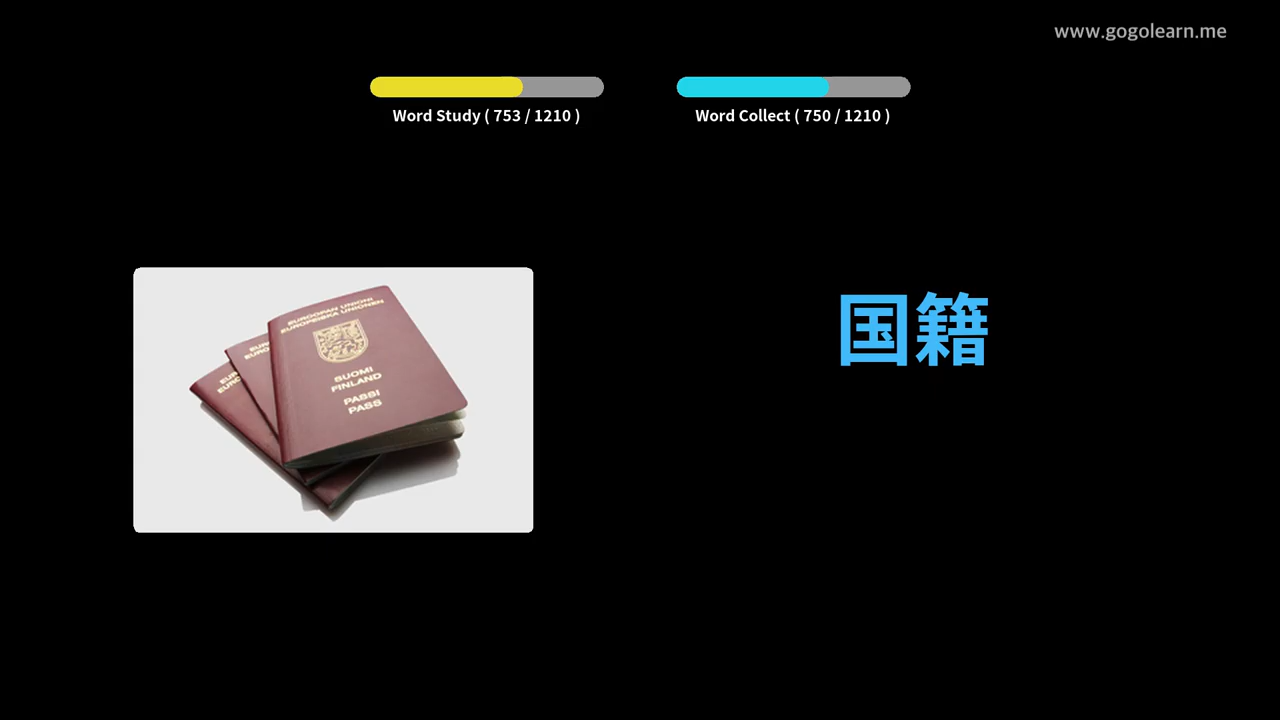 www.gogolearn.me
Word Study ( 753 / 1210 )
Word Collect ( 750 / 1210 )
EUROOPAN UNIONI
EUROPEISKA UNIONEN
SUOMI
FINLAND
PASSI
PASS
国籍